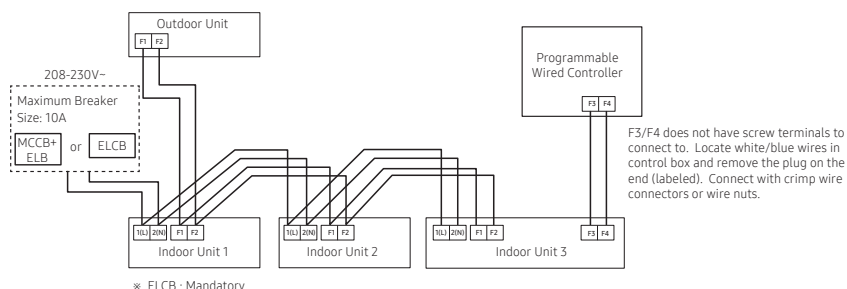 Outdoor Unit
F1 F2
208-230V~
Maximum Breaker
Size: 10A
MCCB+
ELB
or
ELCB
Programmable
Wired Controller
F3 F4
F3/F4 does not have screw terminals to
connect to. Locate white/blue wires in
control box and remove the plug on the
end (labeled). Connect with crimp wire
connectors or wire nuts.
1(L) 2(N) F1 F2
Indoor Unit 1
1(L) 2(N) F1 F2
Indoor Unit 2
1(L) 2(N) F1 F2 F3 F4
Indoor Unit 3
※ ELCB : Mandatory